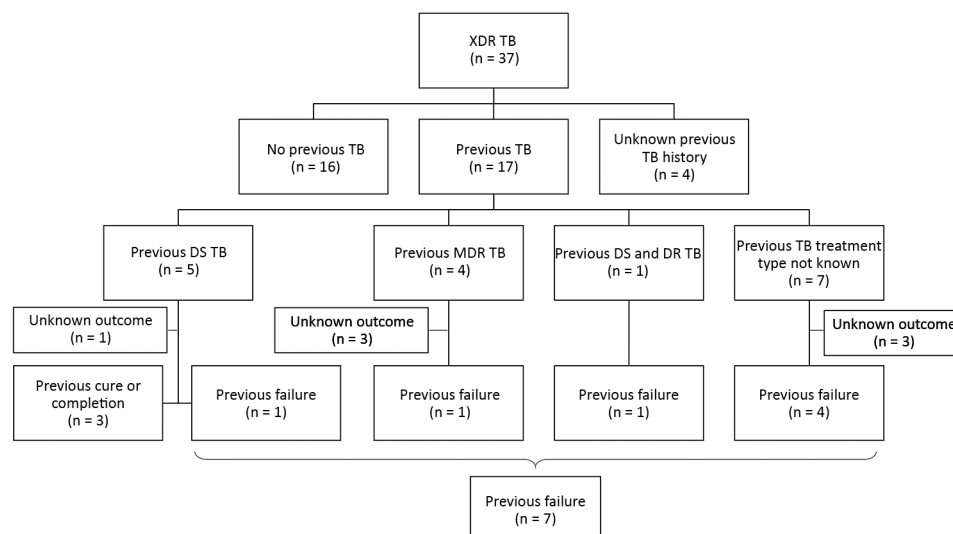 XDR TB
(n = 37)
No previous TB
(n = 16)
Previous TB
(n = 17)
Unknown previous
TB history
(n = 4)
Previous DS TB
(n = 5)
Previous MDR TB
(n = 4)
Previous DS and DR TB
(n = 1)
Previous TB treatment
type not known
(n = 7)
Unknown outcome
(n = 1)
Unknown outcome
(n = 3)
Unknown outcome
(n = 3)
Previous cure or
completion
(n = 3)
Previous failure
(n = 1)
Previous failure
(n = 1)
Previous failure
(n = 1)
Previous failure
(n = 4)
Previous failure
(n = 7)